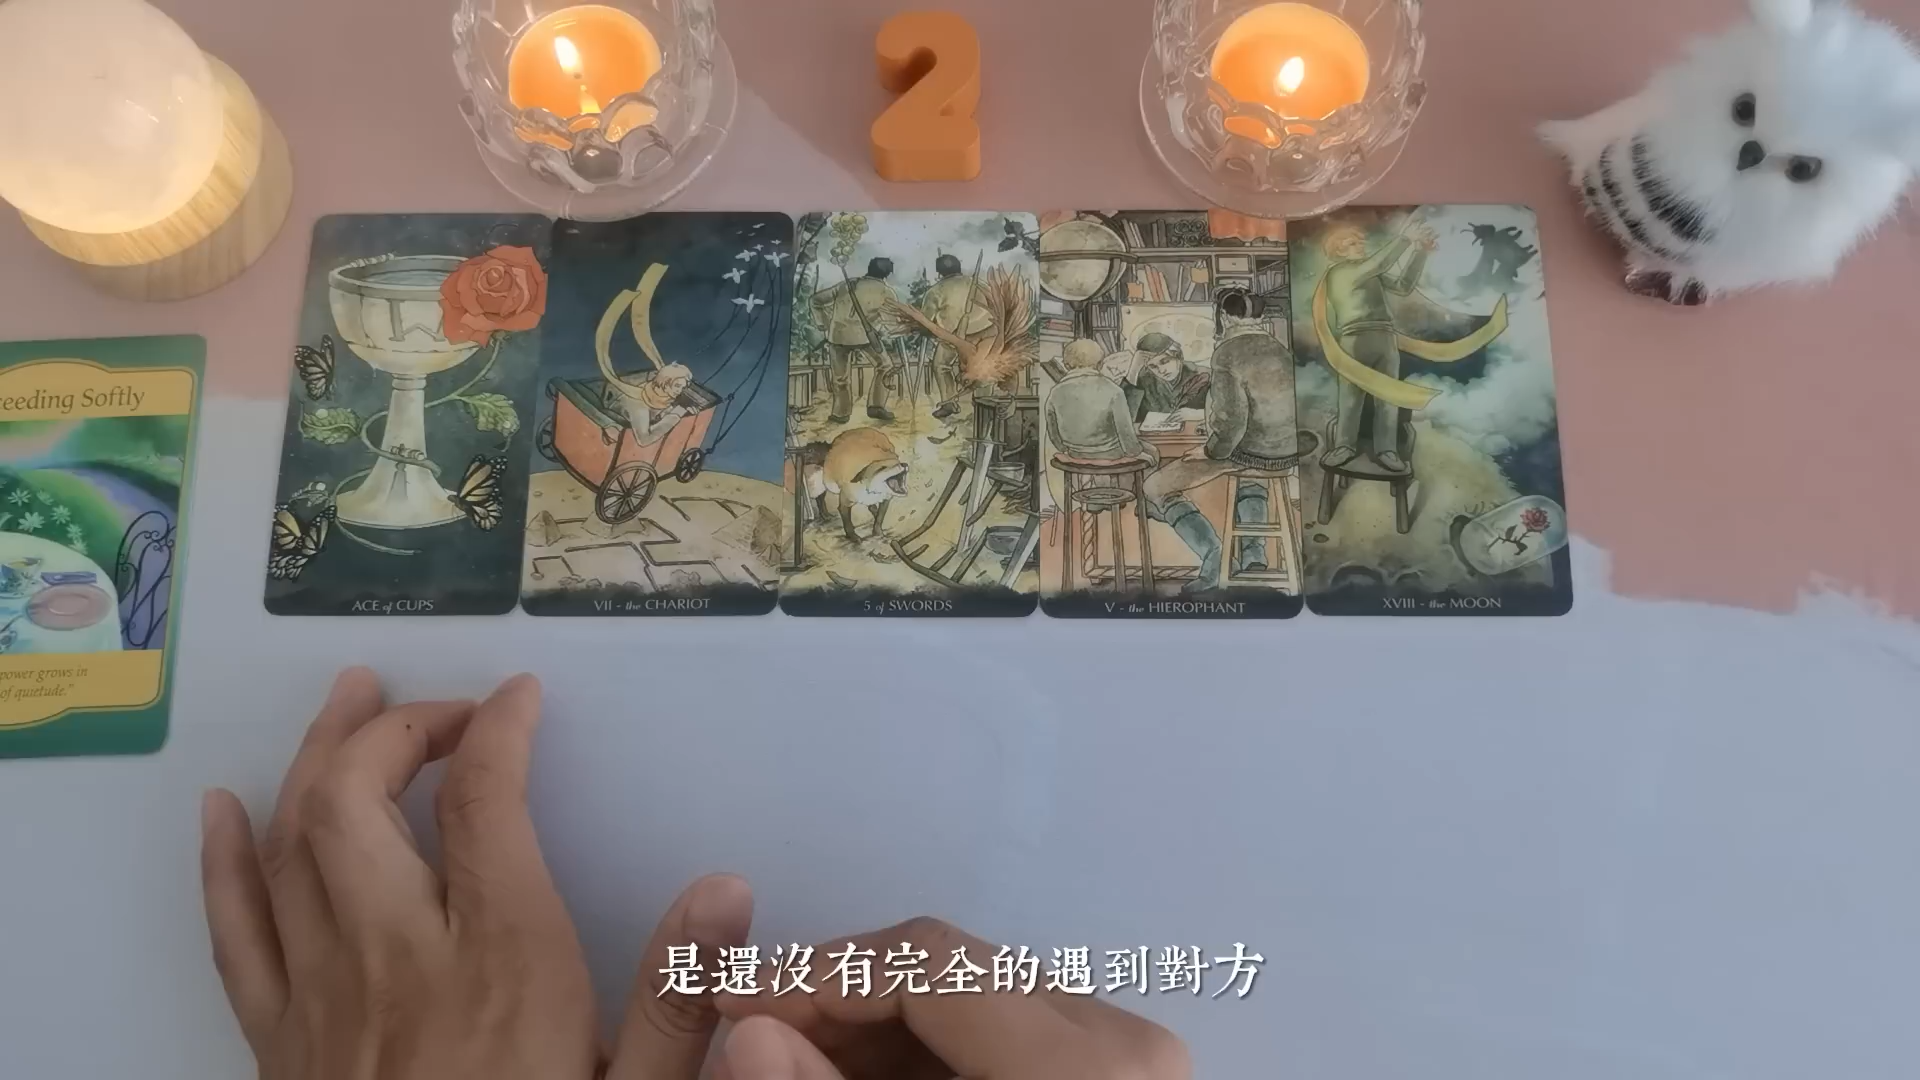 2
eeding Softly
power grows in
of quietude."
ACE of CUPS
VII - the CHARIOT
5 of SWORDS
V - the HIEROPHANT
XVIII - the MOON
是還沒有完全的遇到對方